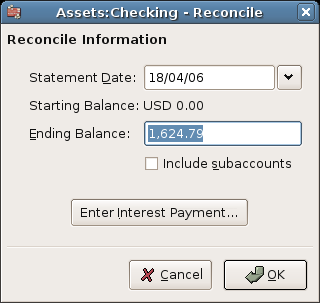 Assets:Checking - Reconcile
Reconcile Information
Statement Date: 18/04/06
Starting Balance: USD 0.00
Ending Balance: 1,624.79
Include subaccounts
Enter Interest Payment...
Cancel OK